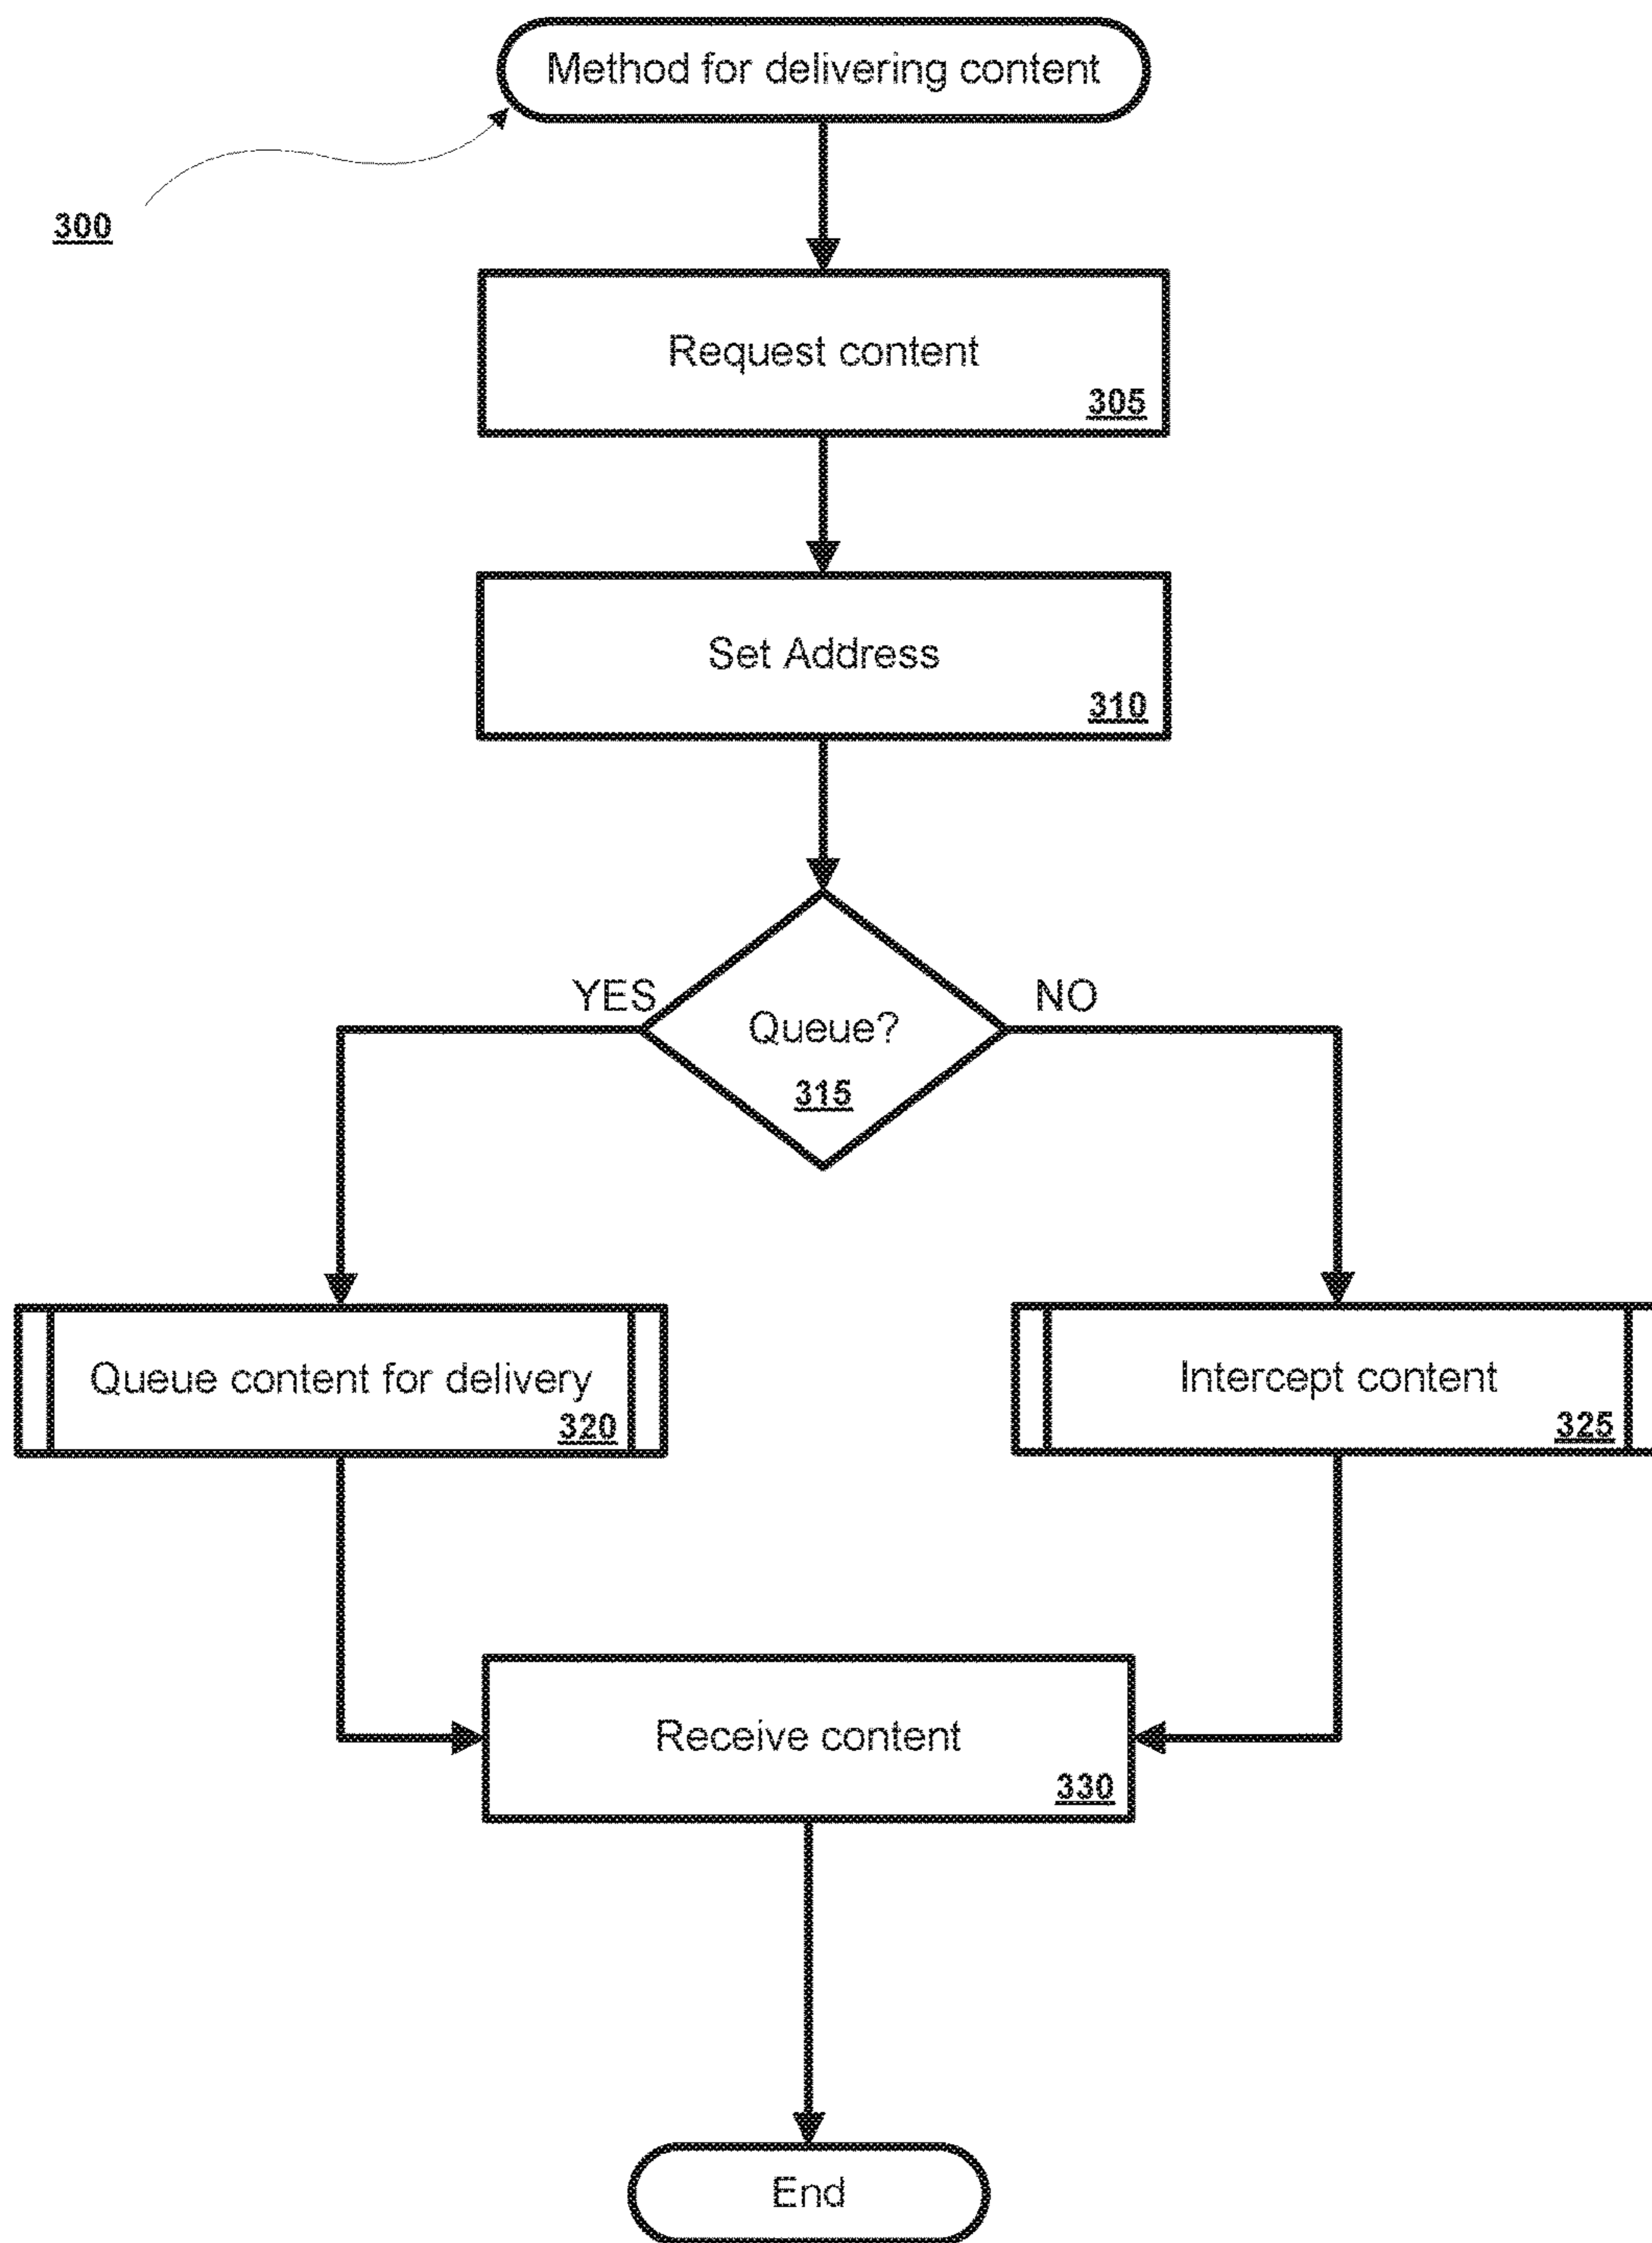 Method for delivering content
300
Request content
305
Set Address
310
YES
NO
Queue?
315
Queue content for delivery
320
Intercept content
325
Receive content
330
End